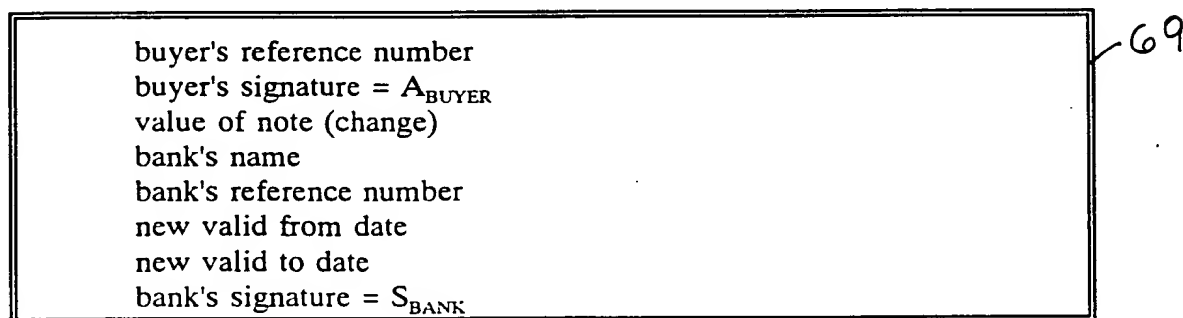 buyer's reference number
69
buyer's signature = A_BUYER
value of note (change)
bank's name
bank's reference number
new valid from date
new valid to date
bank's signature = S_BANK